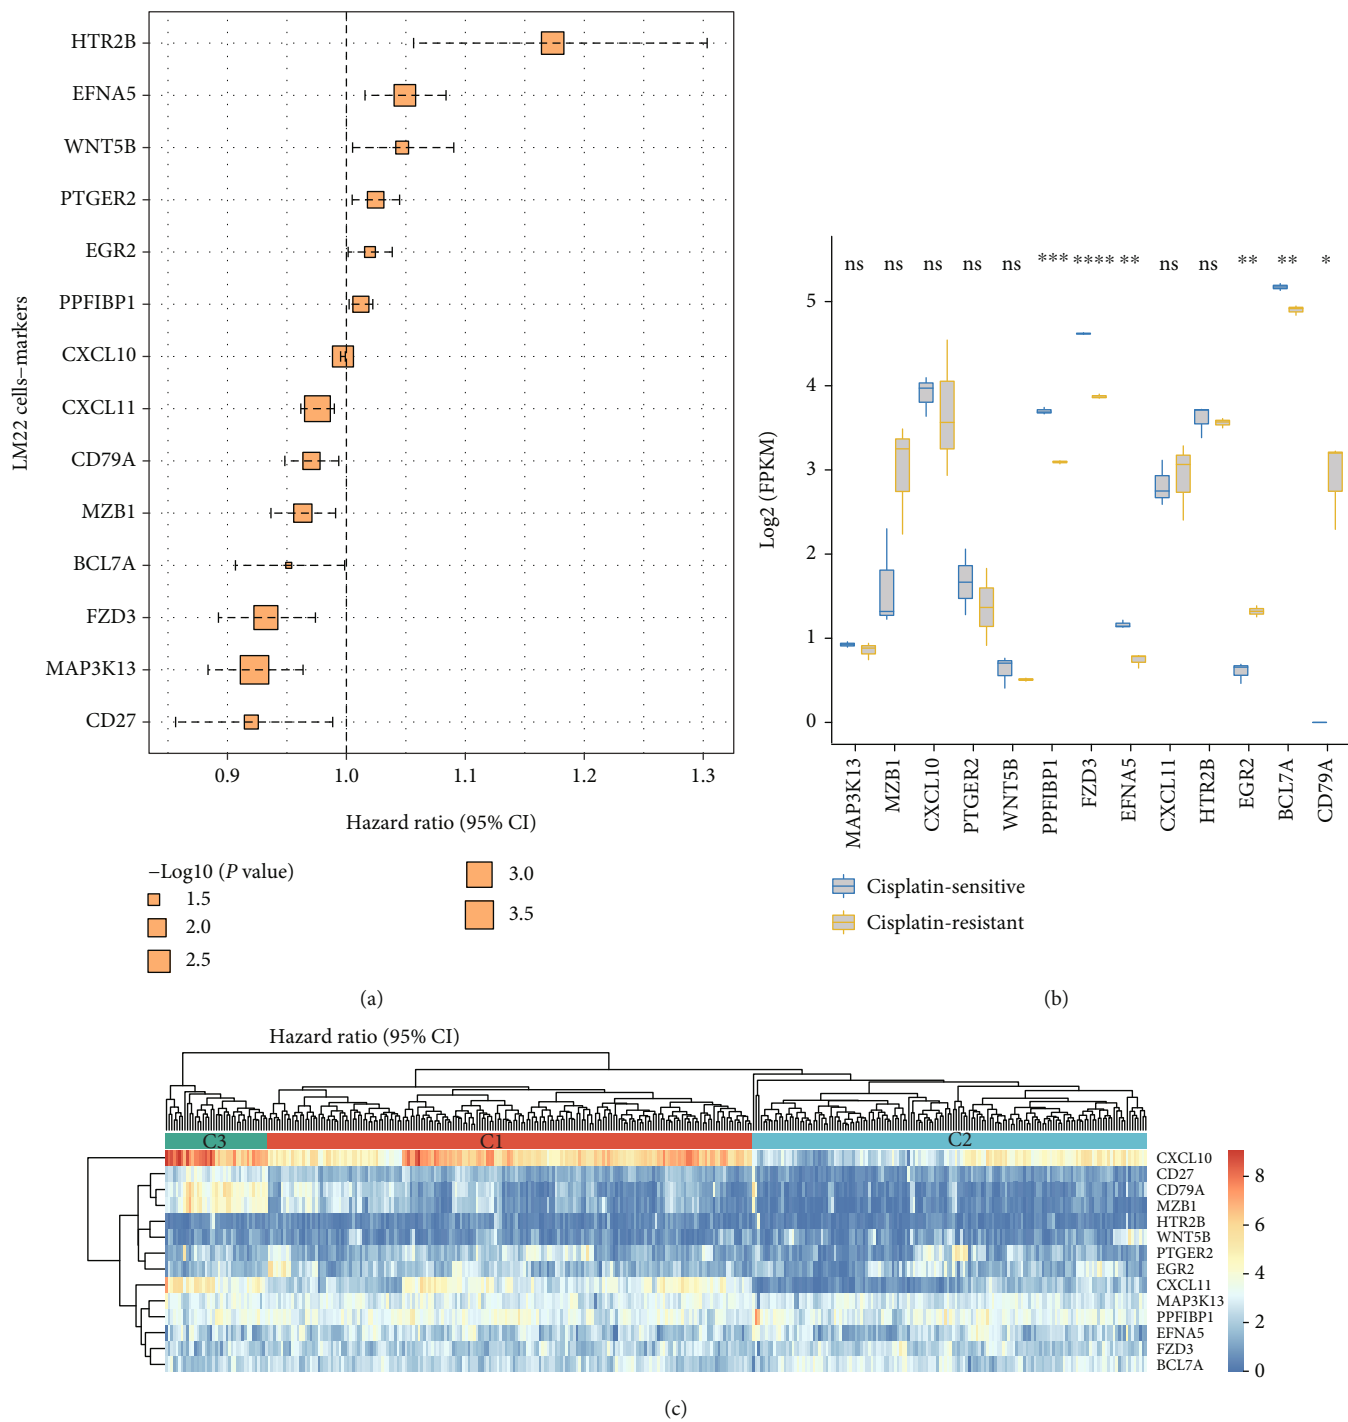 HTR2B
EFNA5
WNT5B
PTGER2
EGR2
PPFIBP1
CXCL10
CXCL11
CD79A
MZB1
BCL7A
FZD3
MAP3K13
CD27
LM22 cells–markers
0.9 1.0 1.1 1.2 1.3
Hazard ratio (95% CI)
–Log10 (P value)
1.5
2.0
2.5
3.0
3.5
(a)
ns ns ns ns ns *** **** ** ns ns ** ** *
5
4
3
2
1
0
Log2 (FPKM)
MAP3K13
MZB1
CXCL10
PTGER2
WNT5B
PPFIBP1
FZD3
EFNA5
CXCL11
HTR2B
EGR2
BCL7A
CD79A
Cisplatin-sensitive
Cisplatin-resistant
(b)
Hazard ratio (95% CI)
C3 C1 C2
CXCL10
CD27
CD79A
MZB1
HTR2B
WNT5B
PTGER2
EGR2
CXCL11
MAP3K13
PPFIBP1
EFNA5
FZD3
BCL7A
8
6
4
2
0
(c)